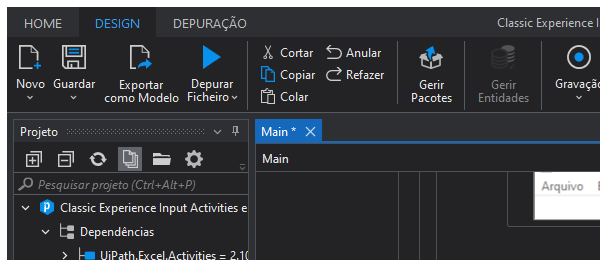 HOME DESIGN DEPURAÇÃO Classic Experience
Novo Guardar Exportar como Modelo Depurar Ficheiro
Cortar Anular
Copiar Refazer
Colar
Gerir Pacotes Gerir Entidades Gravação
Projeto Main *
Main
Pesquisar projeto (Ctrl+Alt+P) Arquivo
Classic Experience Input Activities e
Dependências
UiPath.Excel.Activities = 2.10